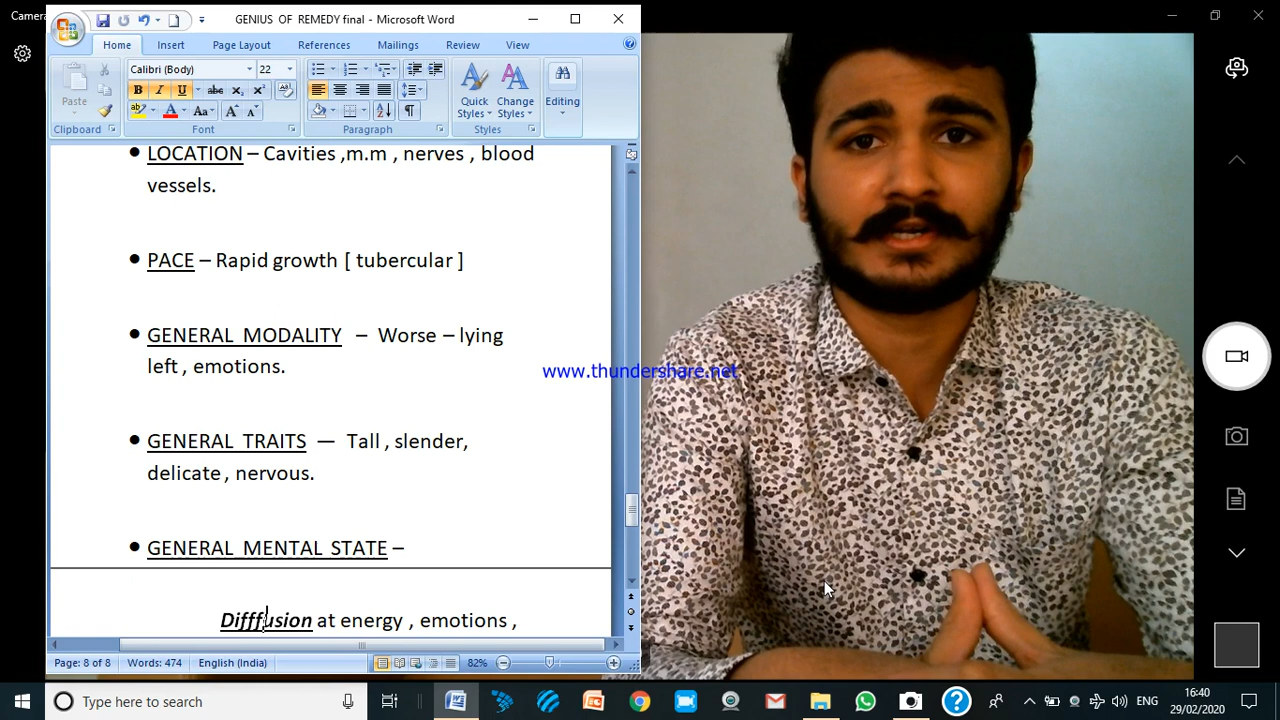 Camera
GENIUS OF REMEDY final - Microsoft Word
Home Insert Page Layout References Mailings Review View
Calibri (Body) 22
Paste
Quick Styles
Change Styles
Editing
Clipboard Font Paragraph Styles
• LOCATION – Cavities ,m.m , nerves , blood
vessels.
• PACE – Rapid growth [ tubercular ]
• GENERAL MODALITY – Worse – lying
left , emotions.
www.thundershare.net
• GENERAL TRAITS — Tall , slender,
delicate , nervous.
• GENERAL MENTAL STATE –
Difffusion at energy , emotions ,
Page: 8 of 8 Words: 474 English (India) 82%
Type here to search
ENG
16:40
29/02/2020